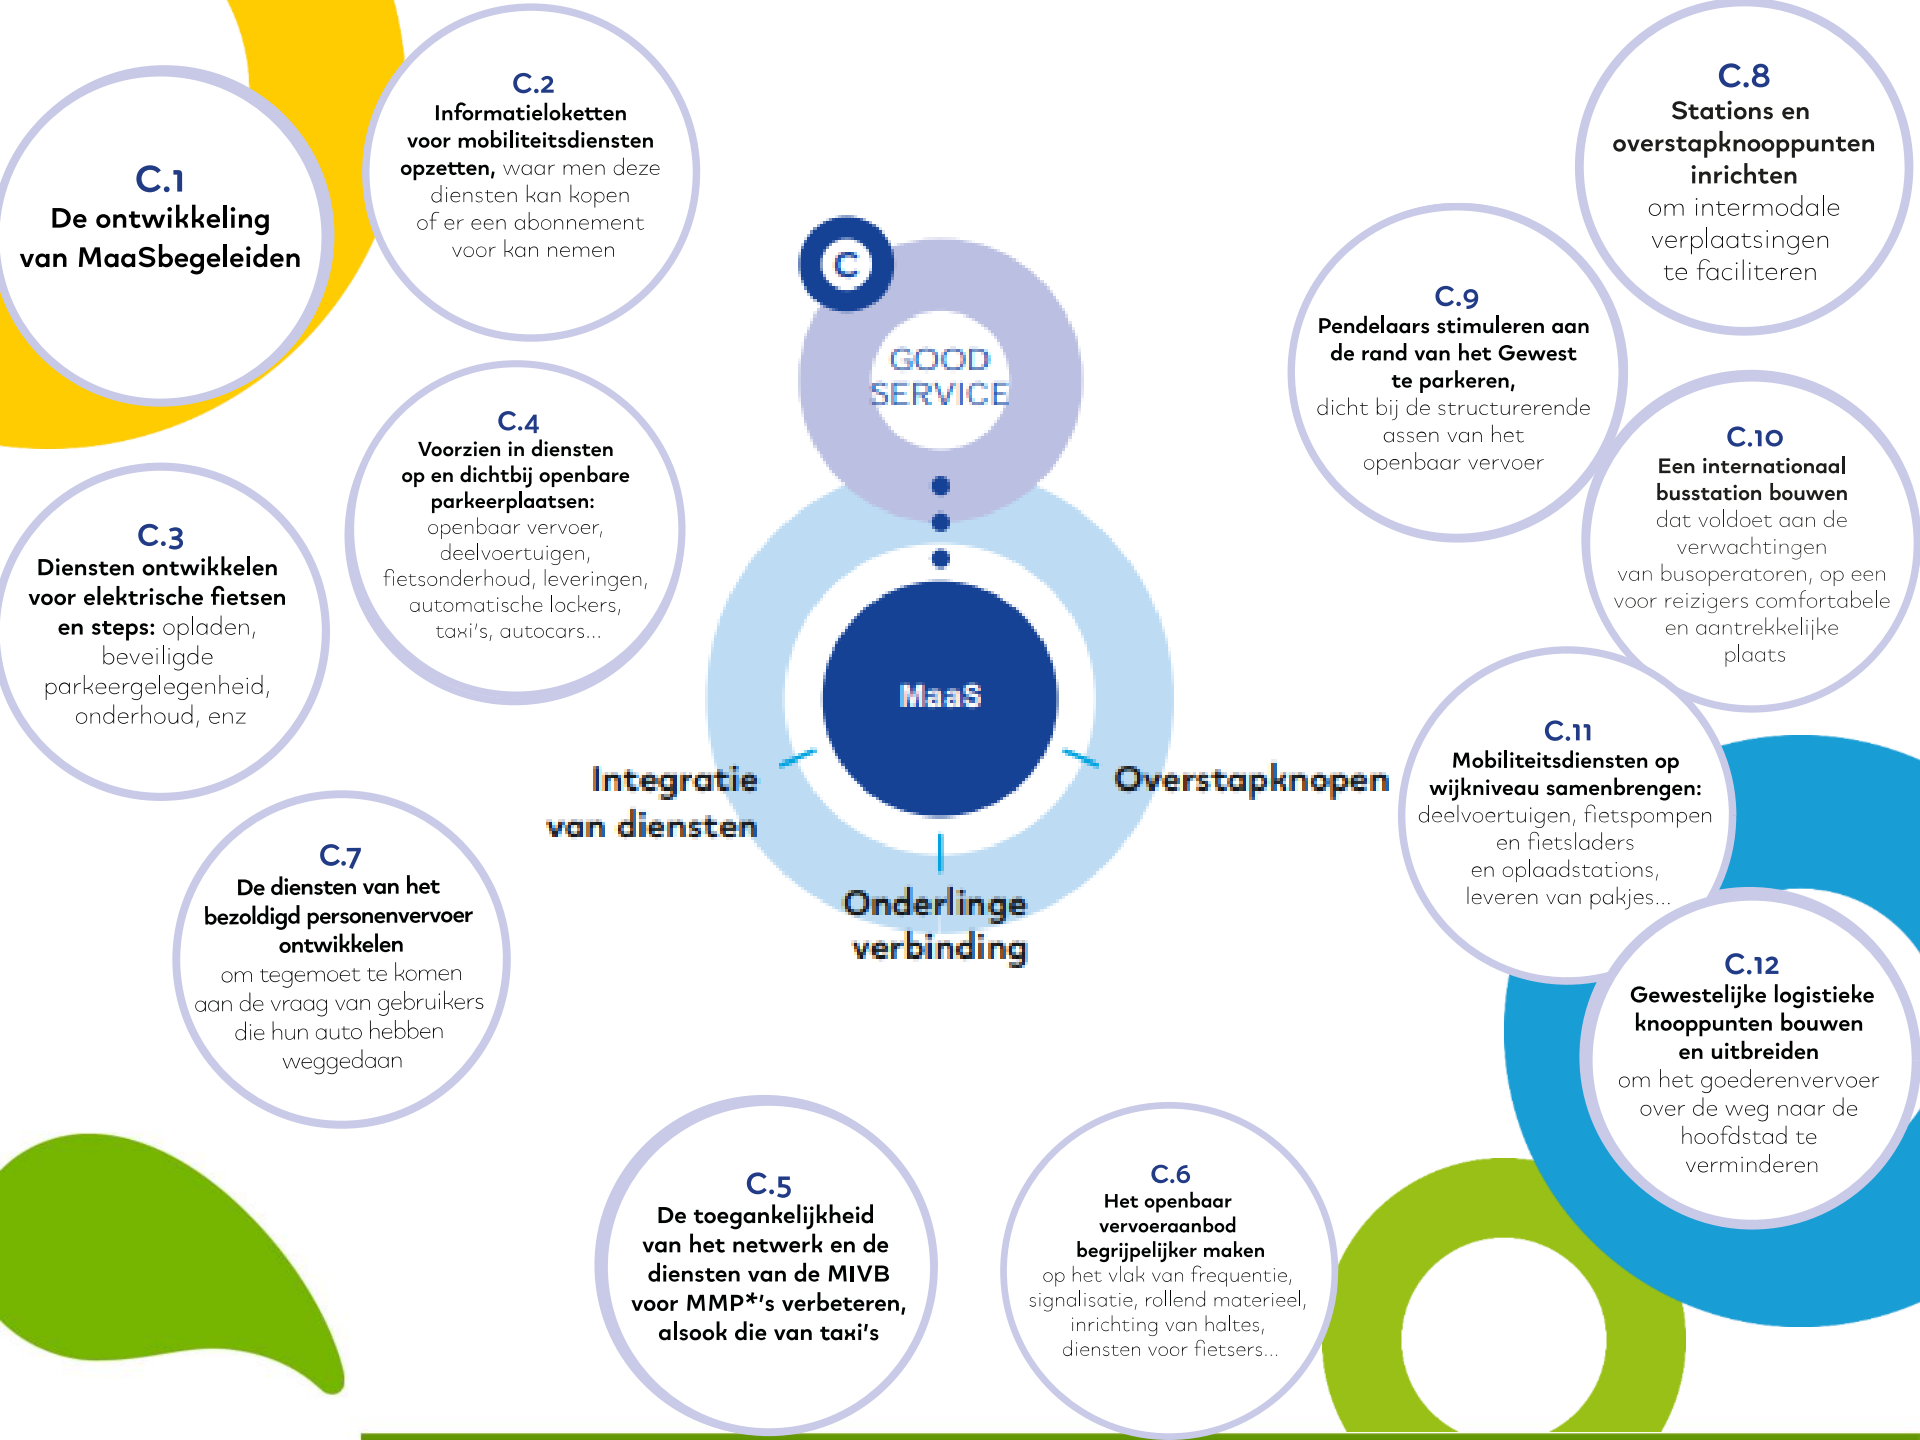 C.1
De ontwikkeling
van MaaSbegeleiden
C.2
Informatieloketten
voor mobiliteitsdiensten
opzetten, waar men deze
diensten kan kopen
of er een abonnement
voor kan nemen
C.3
Diensten ontwikkelen
voor elektrische fietsen
en steps: opladen,
beveiligde
parkeergelegenheid,
onderhoud, enz
C.4
Voorzien in diensten
op en dichtbij openbare
parkeerplaatsen:
openbaar vervoer,
deelvoertuigen,
fietsonderhoud, leveringen,
automatische lockers,
taxi's, autocars...
C.7
De diensten van het
bezoldigd personenvervoer
ontwikkelen
om tegemoet te komen
aan de vraag van gebruikers
die hun auto hebben
weggedaan
C
GOOD
SERVICE
MaaS
Integratie
van diensten
Overstapknopen
Onderlinge
verbinding
C.5
De toegankelijkheid
van het netwerk en de
diensten van de MIVB
voor MMP*'s verbeteren,
alsook die van taxi's
C.6
Het openbaar
vervoeraanbod
begrijpelijker maken
op het vlak van frequentie,
signalisatie, rollend materieel,
inrichting van haltes,
diensten voor fietsers...
C.8
Stations en
overstapknooppunten
inrichten
om intermodale
verplaatsingen
te faciliteren
C.9
Pendelaars stimuleren aan
de rand van het Gewest
te parkeren,
dicht bij de structurerende
assen van het
openbaar vervoer
C.10
Een internationaal
busstation bouwen
dat voldoet aan de
verwachtingen
van busoperatoren, op een
voor reizigers comfortabele
en aantrekkelijke
plaats
C.11
Mobiliteitsdiensten op
wijkniveau samenbrengen:
deelvoertuigen, fietspompen
en fietsladers
en oplaadstations,
leveren van pakjes...
C.12
Gewestelijke logistieke
knooppunten bouwen
en uitbreiden
om het goederenvervoer
over de weg naar de
hoofdstad te
verminderen